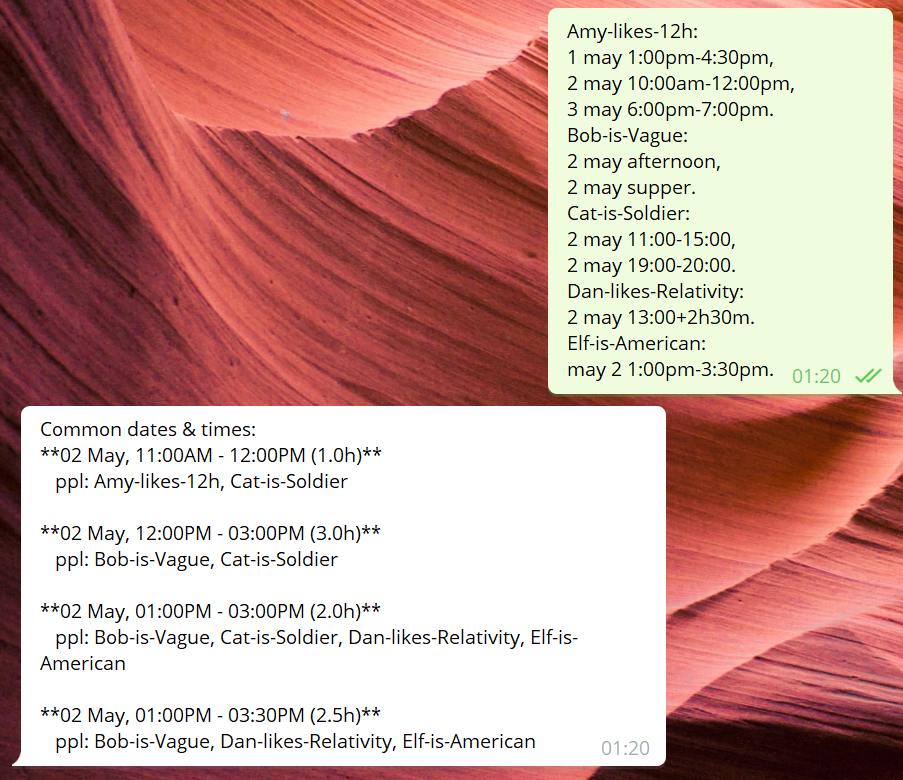 Amy-likes-12h:
1 may 1:00pm-4:30pm,
2 may 10:00am-12:00pm,
3 may 6:00pm-7:00pm.
Bob-is-Vague:
2 may afternoon,
2 may supper.
Cat-is-Soldier:
2 may 11:00-15:00,
2 may 19:00-20:00.
Dan-likes-Relativity:
2 may 13:00+2h30m.
Elf-is-American:
may 2 1:00pm-3:30pm.
01:20
Common dates & times:
**02 May, 11:00AM - 12:00PM (1.0h)**
ppl: Amy-likes-12h, Cat-is-Soldier
**02 May, 12:00PM - 03:00PM (3.0h)**
ppl: Bob-is-Vague, Cat-is-Soldier
**02 May, 01:00PM - 03:00PM (2.0h)**
ppl: Bob-is-Vague, Cat-is-Soldier, Dan-likes-Relativity, Elf-is-
American
**02 May, 01:00PM - 03:30PM (2.5h)**
ppl: Bob-is-Vague, Dan-likes-Relativity, Elf-is-American
01:20